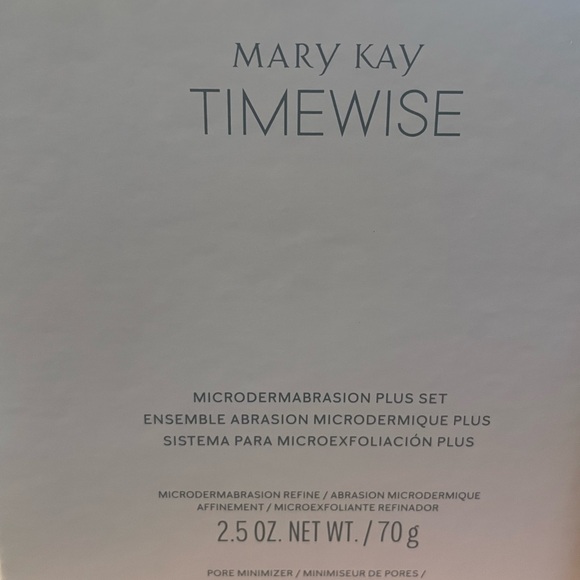 MARY KAY
TIMEWISE
MICRODERMABRASION PLUS SET
ENSEMBLE ABRASION MICRODERMIQUE PLUS
SISTEMA PARA MICROEXFOLIACIÓN PLUS
MICRODERMABRASION REFINE / ABRASION MICRODERMIQUE
AFFINEMENT / MICROEXFOLIANTE REFINADOR
2.5 OZ. NET WT. / 70 g
PORE MINIMIZER / MINIMISEUR DE PORES /